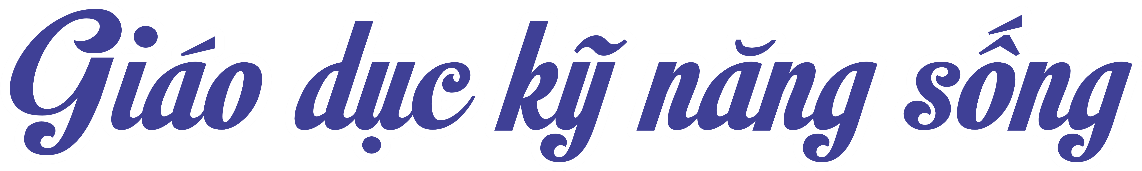 Giáo dục kỹ năng sống